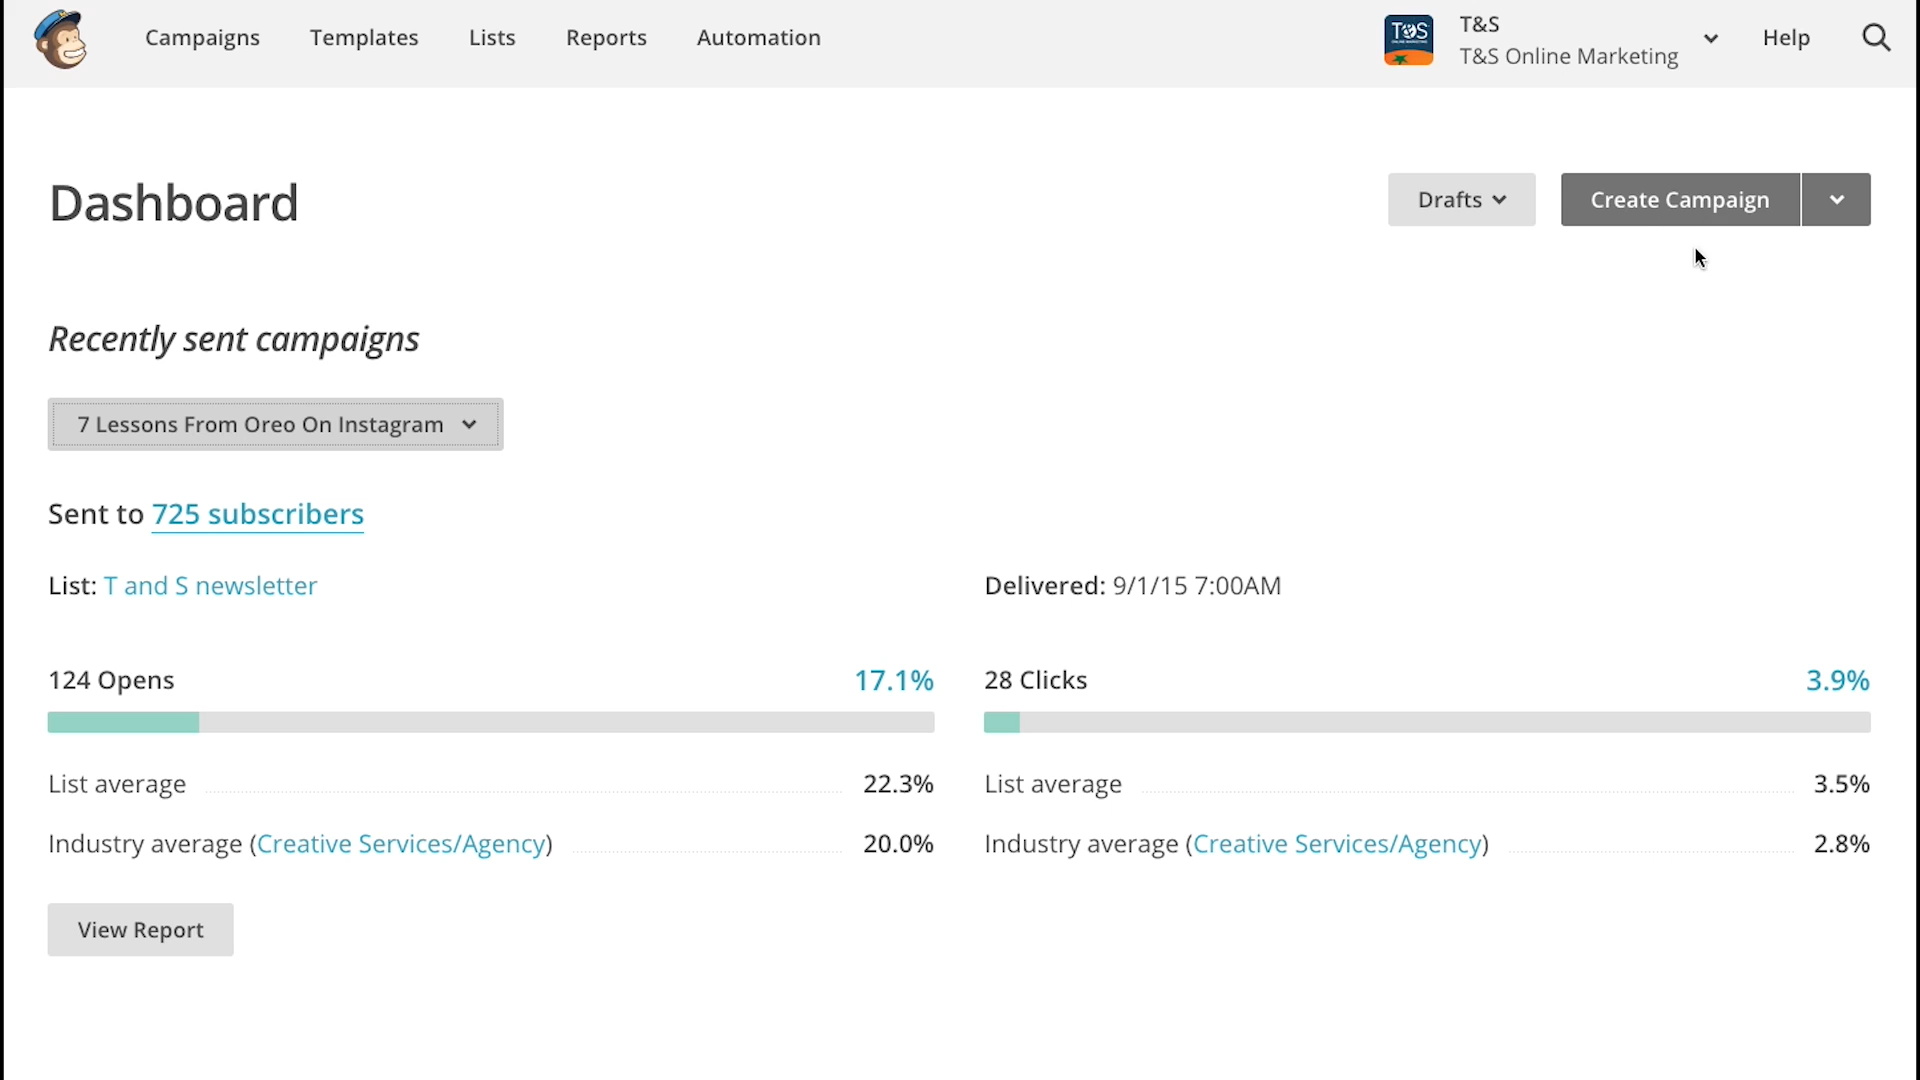 Campaigns Templates Lists Reports Automation
T&S
T&S
T&S Online Marketing
Help
Dashboard
Drafts
Create Campaign
Recently sent campaigns
7 Lessons From Oreo On Instagram
Sent to 725 subscribers
List: T and S newsletter
Delivered: 9/1/15 7:00AM
124 Opens 17.1%
28 Clicks 3.9%
List average 22.3%
List average 3.5%
Industry average (Creative Services/Agency) 20.0%
Industry average (Creative Services/Agency) 2.8%
View Report